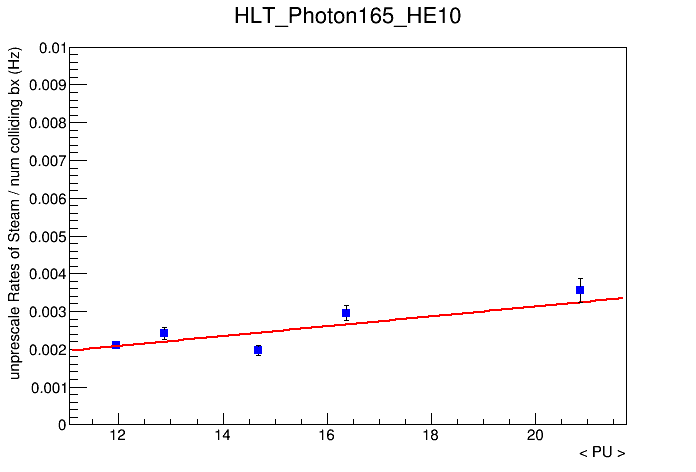 HLT_Photon165_HE10
unprescale Rates of Steam / num colliding bx (Hz)
0.01
0.009
0.008
0.007
0.006
0.005
0.004
0.003
0.002
0.001
0
12 14 16 18 20
< PU >